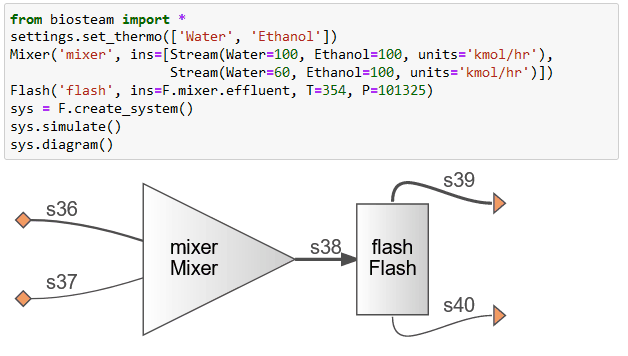 from biosteam import *
settings.set_thermo(['Water', 'Ethanol'])
Mixer('mixer', ins=[Stream(Water=100, Ethanol=100, units='kmol/hr'),
                    Stream(Water=60, Ethanol=100, units='kmol/hr')])
Flash('flash', ins=F.mixer.effluent, T=354, P=101325)
sys = F.create_system()
sys.simulate()
sys.diagram()
s36
s37
mixer
Mixer
s38
flash
Flash
s39
s40